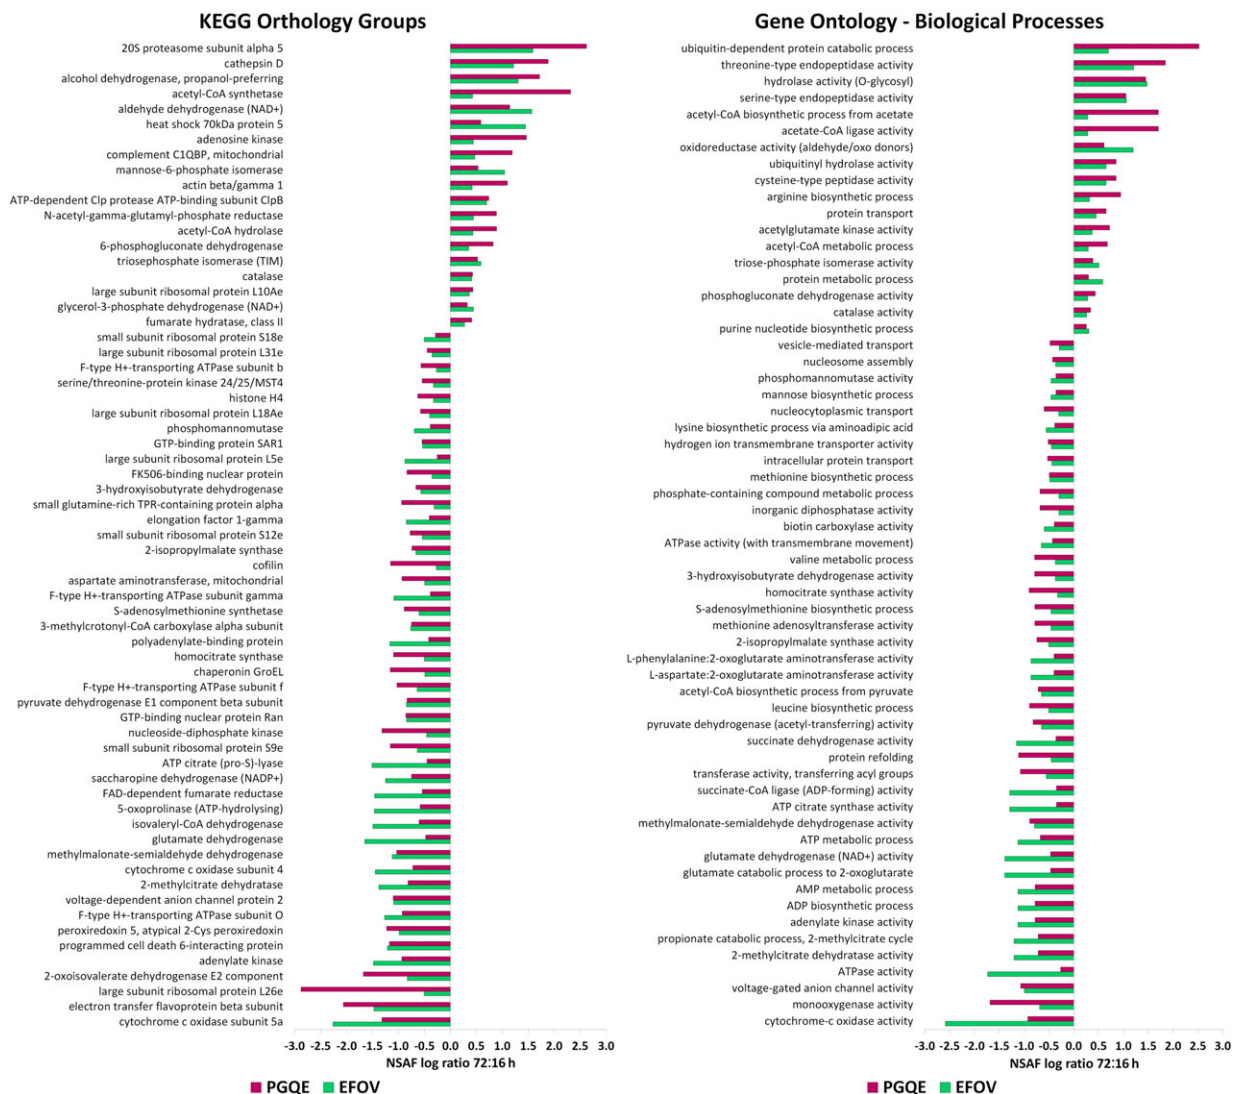 KEGG Orthology Groups
20S proteasome subunit alpha 5
cathepsin D
alcohol dehydrogenase, propanol-preferring
acetyl-CoA synthetase
aldehyde dehydrogenase (NAD+)
heat shock 70kDa protein 5
adenosine kinase
complement C1QBP, mitochondrial
mannose-6-phosphate isomerase
actin beta/gamma 1
ATP-dependent Clp protease ATP-binding subunit ClpB
N-acetyl-gamma-glutamyl-phosphate reductase
acetyl-CoA hydrolase
6-phosphogluconate dehydrogenase
triosephosphate isomerase (TIM)
catalase
large subunit ribosomal protein L10Ae
glycerol-3-phosphate dehydrogenase (NAD+)
fumarate hydratase, class II
small subunit ribosomal protein S18e
large subunit ribosomal protein L31e
F-type H+-transporting ATPase subunit b
serine/threonine-protein kinase 24/25/MST4
histone H4
large subunit ribosomal protein L18Ae
phosphomannomutase
GTP-binding protein SAR1
large subunit ribosomal protein L5e
FK506-binding nuclear protein
3-hydroxyisobutyrate dehydrogenase
small glutamine-rich TPR-containing protein alpha
elongation factor 1-gamma
small subunit ribosomal protein S12e
2-isopropylmalate synthase
cofilin
aspartate aminotransferase, mitochondrial
F-type H+-transporting ATPase subunit gamma
S-adenosylmethionine synthetase
3-methylcrotonyl-CoA carboxylase alpha subunit
polyadenylate-binding protein
homocitrate synthase
chaperonin GroEL
F-type H+-transporting ATPase subunit f
pyruvate dehydrogenase E1 component beta subunit
GTP-binding nuclear protein Ran
nucleoside-diphosphate kinase
small subunit ribosomal protein S9e
ATP citrate (pro-S)-lyase
saccharopine dehydrogenase (NADP+)
FAD-dependent fumarate reductase
5-oxoprolinase (ATP-hydrolysing)
isovaleryl-CoA dehydrogenase
glutamate dehydrogenase
methylmalonate-semialdehyde dehydrogenase
cytochrome c oxidase subunit 4
2-methylcitrate dehydratase
voltage-dependent anion channel protein 2
F-type H+-transporting ATPase subunit O
peroxiredoxin 5, atypical 2-Cys peroxiredoxin
programmed cell death 6-interacting protein
adenylate kinase
2-oxoisovalerate dehydrogenase E2 component
large subunit ribosomal protein L26e
electron transfer flavoprotein beta subunit
cytochrome c oxidase subunit 5a
-3.0 -2.5 -2.0 -1.5 -1.0 -0.5 0.0 0.5 1.0 1.5 2.0 2.5 3.0
NSAF log ratio 72:16 h
PGQE EFOV
Gene Ontology - Biological Processes
ubiquitin-dependent protein catabolic process
threonine-type endopeptidase activity
hydrolase activity (O-glycosyl)
serine-type endopeptidase activity
acetyl-CoA biosynthetic process from acetate
acetate-CoA ligase activity
oxidoreductase activity (aldehyde/oxo donors)
ubiquitinyl hydrolase activity
cysteine-type peptidase activity
arginine biosynthetic process
protein transport
acetylglutamate kinase activity
acetyl-CoA metabolic process
triose-phosphate isomerase activity
protein metabolic process
phosphogluconate dehydrogenase activity
catalase activity
purine nucleotide biosynthetic process
vesicle-mediated transport
nucleosome assembly
phosphomannomutase activity
mannose biosynthetic process
nucleocytoplasmic transport
lysine biosynthetic process via aminoadipic acid
hydrogen ion transmembrane transporter activity
intracellular protein transport
methionine biosynthetic process
phosphate-containing compound metabolic process
inorganic diphosphatase activity
biotin carboxylase activity
ATPase activity (with transmembrane movement)
valine metabolic process
3-hydroxyisobutyrate dehydrogenase activity
homocitrate synthase activity
S-adenosylmethionine biosynthetic process
methionine adenosyltransferase activity
2-isopropylmalate synthase activity
L-phenylalanine:2-oxoglutarate aminotransferase activity
L-aspartate:2-oxoglutarate aminotransferase activity
acetyl-CoA biosynthetic process from pyruvate
leucine biosynthetic process
pyruvate dehydrogenase (acetyl-transferring) activity
succinate dehydrogenase activity
protein refolding
transferase activity, transferring acyl groups
succinate-CoA ligase (ADP-forming) activity
ATP citrate synthase activity
methylmalonate-semialdehyde dehydrogenase activity
ATP metabolic process
glutamate dehydrogenase (NAD+) activity
glutamate catabolic process to 2-oxoglutarate
AMP metabolic process
ADP biosynthetic process
adenylate kinase activity
propionate catabolic process, 2-methylcitrate cycle
2-methylcitrate dehydratase activity
ATPase activity
voltage-gated anion channel activity
monooxygenase activity
cytochrome-c oxidase activity
-3.0 -2.5 -2.0 -1.5 -1.0 -0.5 0.0 0.5 1.0 1.5 2.0 2.5 3.0
NSAF log ratio 72:16 h
PGQE EFOV